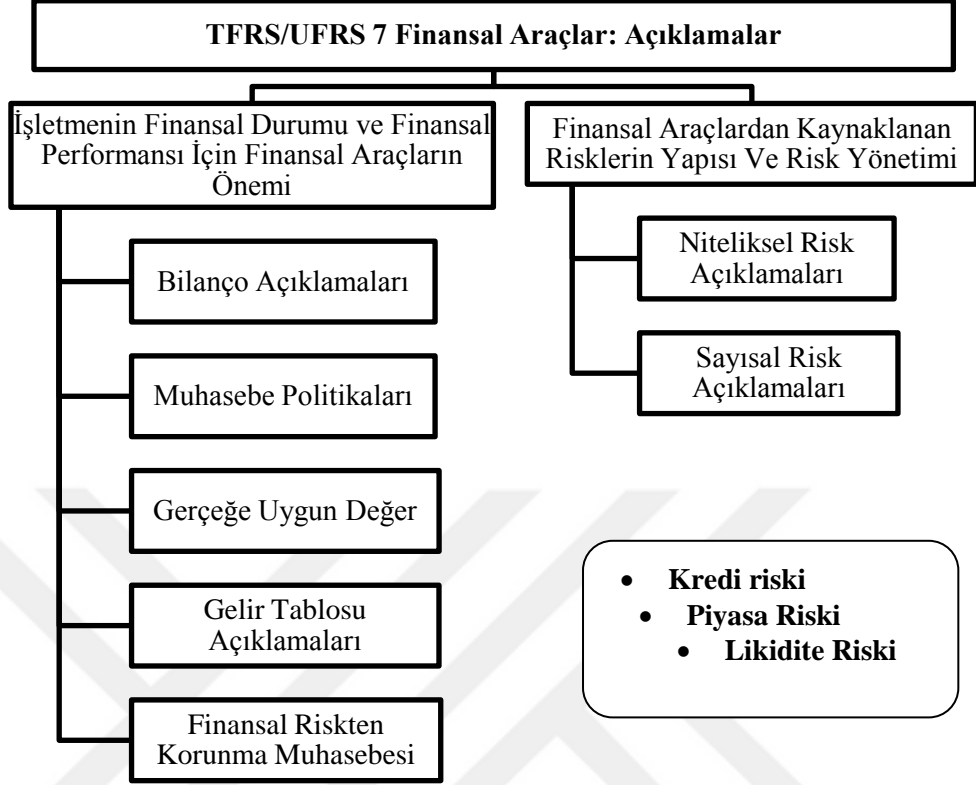 TFRS/UFRS 7 Finansal Araçlar: Açıklamalar
İşletmenin Finansal Durumu ve Finansal
Performansı İçin Finansal Araçların
Önemi
Bilanço Açıklamaları
Muhasebe Politikaları
Gerçeğe Uygun Değer
Gelir Tablosu
Açıklamaları
Finansal Riskten
Korunma Muhasebesi
Finansal Araçlardan Kaynaklanan
Risklerin Yapısı Ve Risk Yönetimi
Niteliksel Risk
Açıklamaları
Sayısal Risk
Açıklamaları
• Kredi riski
• Piyasa Riski
• Likidite Riski